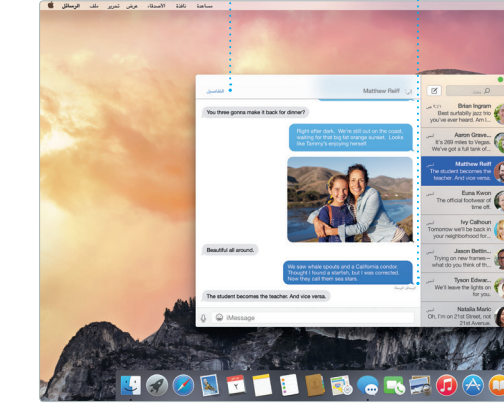 الرسائل ملف تحرير عرض الأصدقاء نافذة مساعدة
التفاصيل
Matthew Reiff
You three gonna make it back for dinner?
Right after dark. We're still out on the coast,
waiting for that big fat orange sunset. Looks
like Tammy's enjoying herself.
Beautiful all around.
We saw whale spouts and a California condor.
Thought I found a starfish, but I was corrected.
Now they call them sea stars.
The student becomes the teacher. And vice versa.
iMessage
Brian Ingram
Best surfabilly jazz trio
you've ever heard. Am I...
Aaron Grave...
It's 269 miles to Vegas.
We've got a full tank of...
Matthew Reiff
The student becomes the
teacher. And vice versa.
Euna Kwon
The official footwear of
time off.
Ivy Calhoun
Tomorrow we'll be back in
your neighborhood for...
Jason Bettin...
Trying on new frames—
what do you think of th...
Tyson Edwar...
We'll leave the lights on
for you.
Natalia Maric
Oh, I'm on 21st Street, not
21st Avenue.